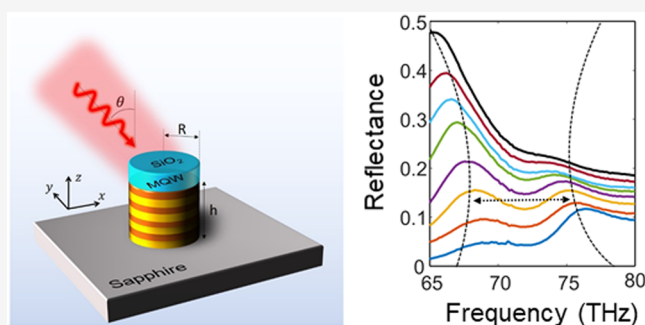 θ
R
SiO₂
MQW
z
y
x
h
Sapphire
0.5
0.4
0.3
0.2
0.1
0
Reflectance
65 70 75 80
Frequency (THz)